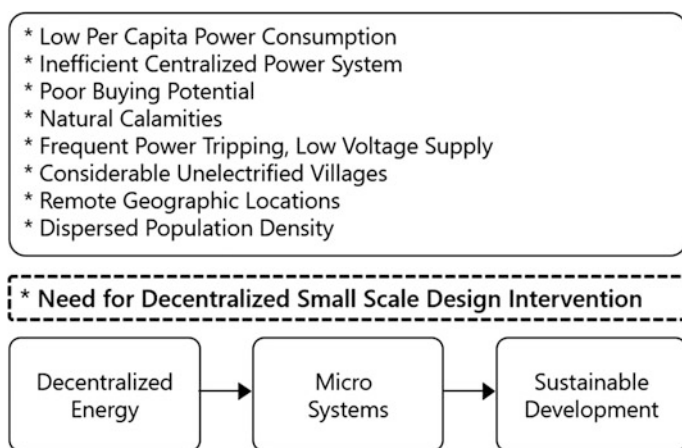 * Low Per Capita Power Consumption
* Inefficient Centralized Power System
* Poor Buying Potential
* Natural Calamities
* Frequent Power Tripping, Low Voltage Supply
* Considerable Unelectrified Villages
* Remote Geographic Locations
* Dispersed Population Density
* Need for Decentralized Small Scale Design Intervention
Decentralized
Energy
Micro
Systems
Sustainable
Development